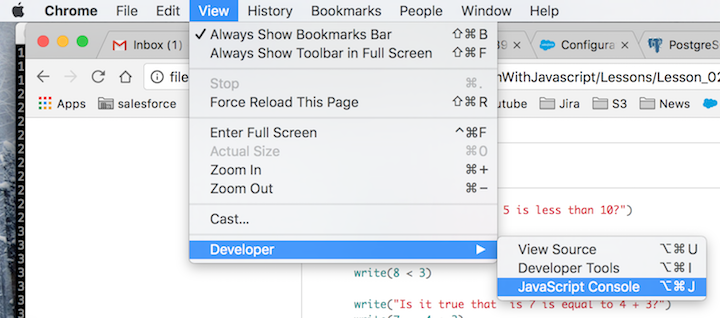 Chrome File Edit View History Bookmarks People Window Help
Always Show Bookmarks Bar ⇧⌘B
Always Show Toolbar in Full Screen ⇧⌘F
Stop ⌘.
Force Reload This Page ⇧⌘R
Enter Full Screen ^⌘F
Actual Size ⌘0
Zoom In ⌘+
Zoom Out ⌘−
Cast...
Developer ▶
View Source ⌥⌘U
Developer Tools ⌥⌘I
JavaScript Console ⌥⌘J
Inbox (1) Configura PostgreS
file nWithJavascript/Lessons/Lesson_02
Apps salesforce utube Jira S3 News
5 is less than 10?")
write(8 < 3)
write("Is it true that is 7 is equal to 4 + 3?")